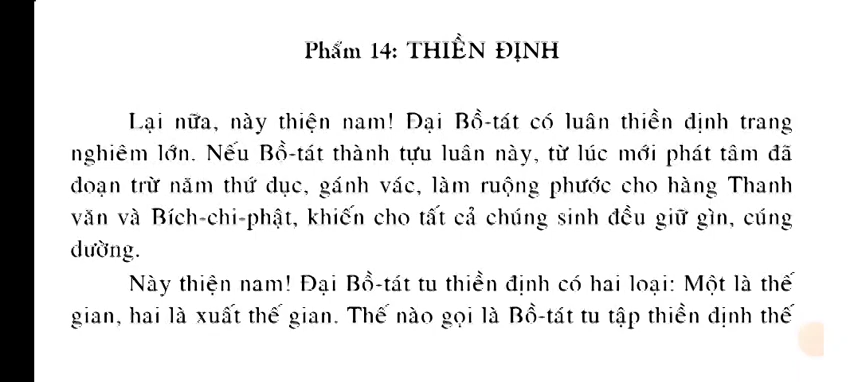 Phẩm 14: THIỀN ĐỊNH
Lại nữa, này thiện nam! Đại Bồ-tát có luân thiền định trang
nghiêm lớn. Nếu Bồ-tát thành tựu luân này, từ lúc mới phát tâm đã
đoạn trừ năm thứ dục, gánh vác, làm ruộng phước cho hàng Thanh
văn và Bích-chi-phật, khiến cho tất cả chúng sinh đều giữ gìn, cúng
dường.
Này thiện nam! Đại Bồ-tát tu thiền định có hai loại: Một là thế
gian, hai là xuất thế gian. Thế nào gọi là Bồ-tát tu tập thiền định thế